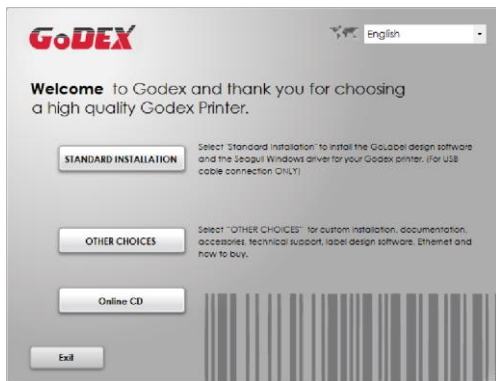 GoDEX
English
Welcome to Godex and thank you for choosing
a high quality Godex Printer.
STANDARD INSTALLATION
Select "Standard Installation" to install the GoLabel design software
and the Seagull Windows driver for your Godex printer. (For USB
cable connection ONLY)
OTHER CHOICES
Select "OTHER CHOICES" for custom installation, documentation,
accessories, technical support, label design software, Ethernet and
how to buy.
Online CD
Exit